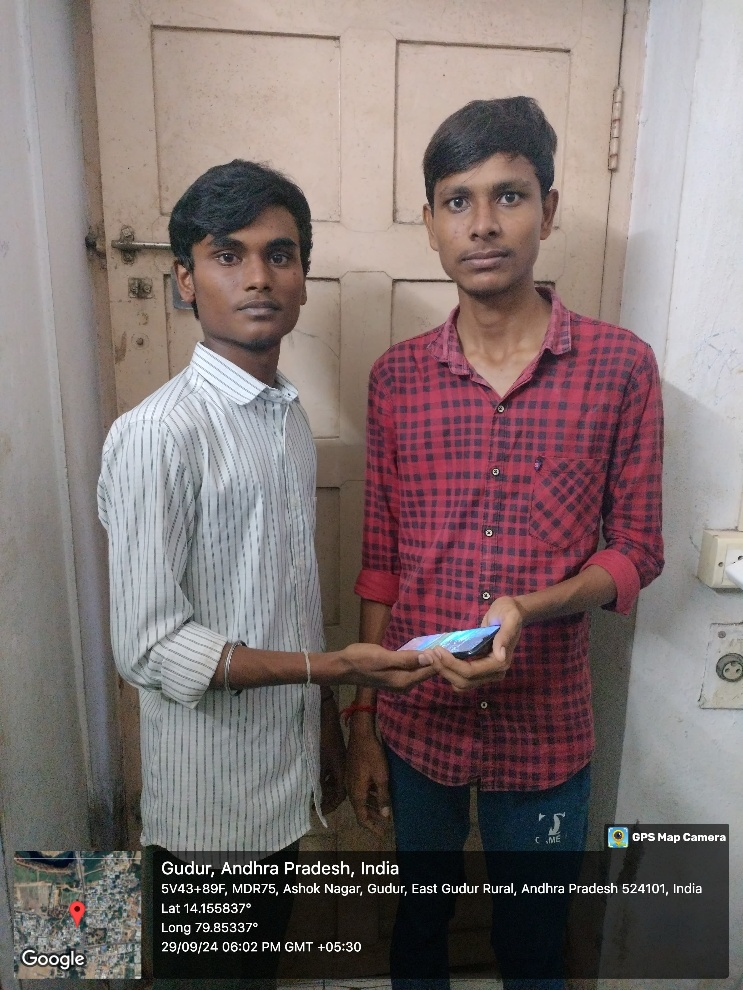 GPS Map Camera
Gudur, Andhra Pradesh, India
5V43+89F, MDR75, Ashok Nagar, Gudur, East Gudur Rural, Andhra Pradesh 524101, India
Lat 14.155837°
Long 79.85337°
29/09/24 06:02 PM GMT +05:30
Google